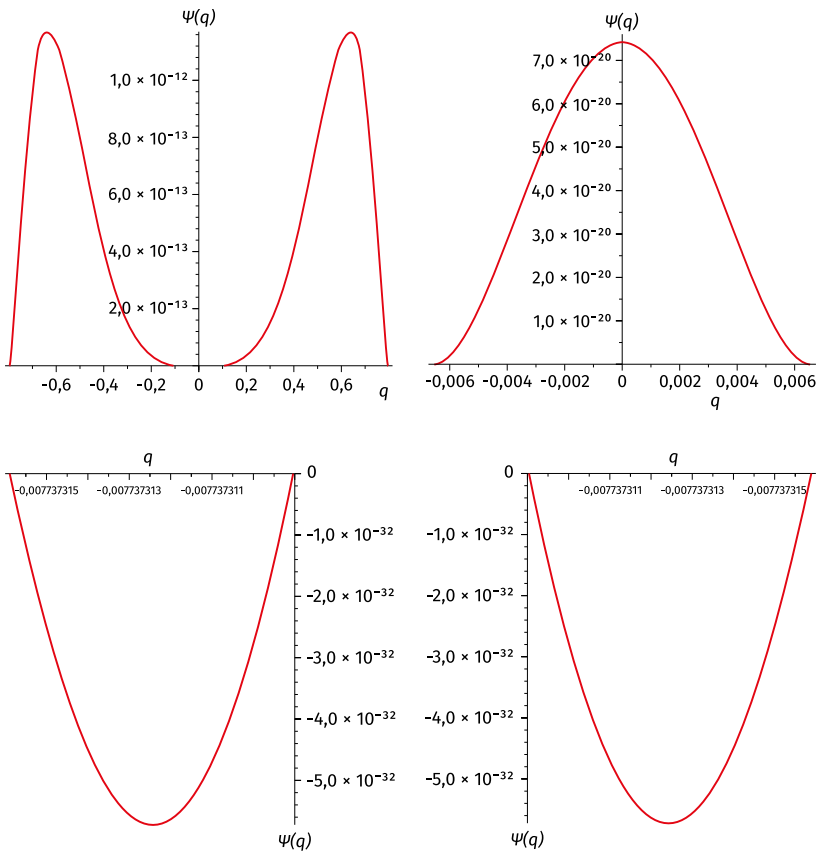 Ψ(q)
1,0 × 10⁻¹²
8,0 × 10⁻¹³
6,0 × 10⁻¹³
4,0 × 10⁻¹³
2,0 × 10⁻¹³
-0,6 -0,4 -0,2 0 0,2 0,4 0,6 q
Ψ(q)
7,0 × 10⁻²⁰
6,0 × 10⁻²⁰
5,0 × 10⁻²⁰
4,0 × 10⁻²⁰
3,0 × 10⁻²⁰
2,0 × 10⁻²⁰
1,0 × 10⁻²⁰
-0,006 -0,004 -0,002 0 0,002 0,004 0,006
q
q
0
-0,007737315 -0,007737313 -0,007737311
-1,0 × 10⁻³²
-2,0 × 10⁻³²
-3,0 × 10⁻³²
-4,0 × 10⁻³²
-5,0 × 10⁻³²
Ψ(q)
q
0
-0,007737311 -0,007737313 -0,007737315
-1,0 × 10⁻³²
-2,0 × 10⁻³²
-3,0 × 10⁻³²
-4,0 × 10⁻³²
-5,0 × 10⁻³²
Ψ(q)